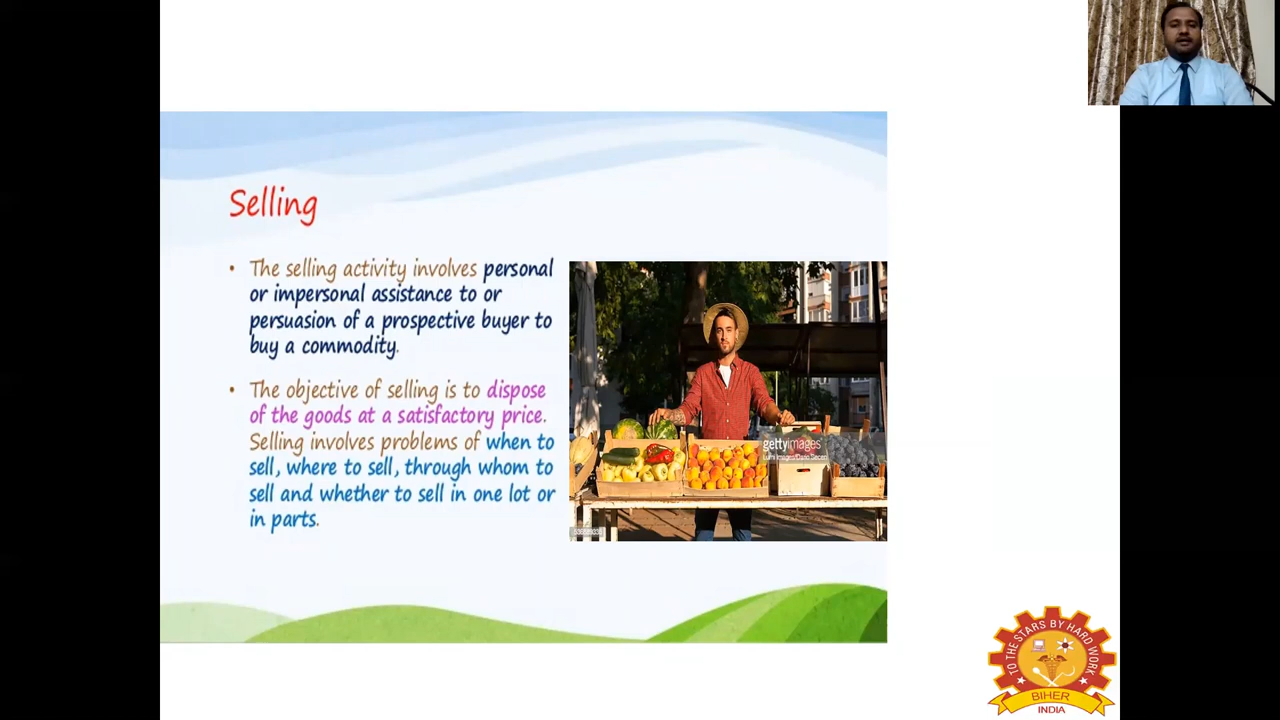 Selling
• The selling activity involves personal
or impersonal assistance to or
persuasion of a prospective buyer to
buy a commodity.
• The objective of selling is to dispose
of the goods at a satisfactory price.
Selling involves problems of when to
sell, where to sell, through whom to
sell and whether to sell in one lot or
in parts.
gettyimages
TO THE STARS BY HARD WORK
BIHER
INDIA